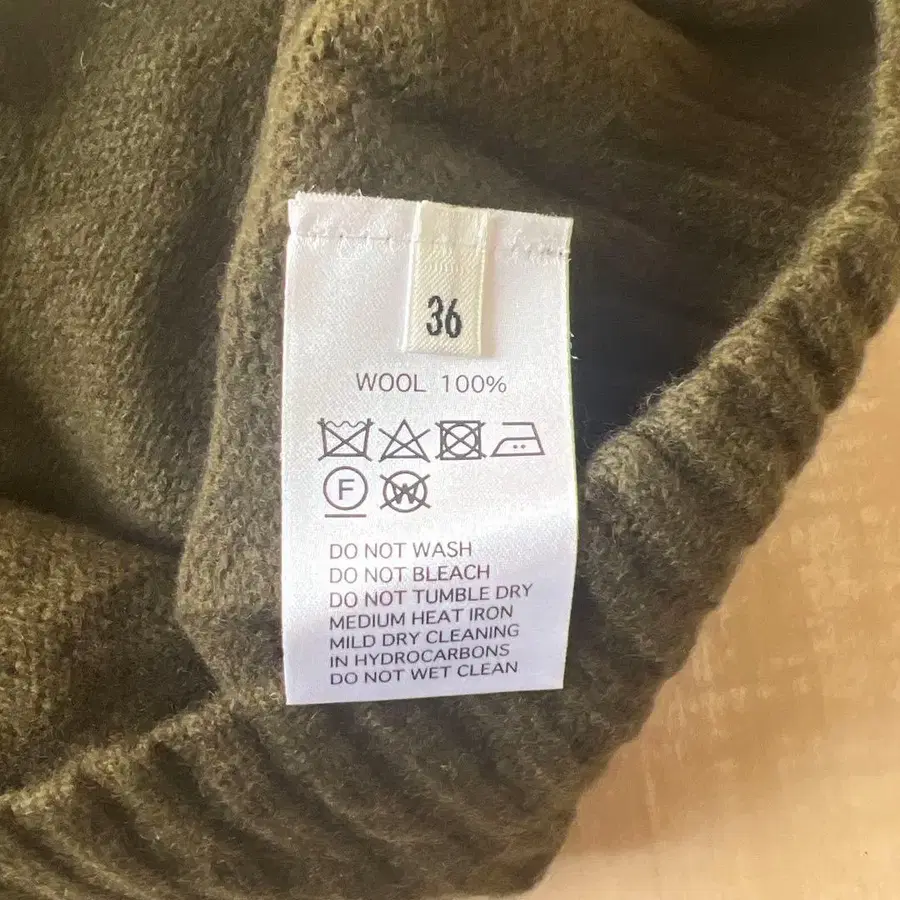 36
WOOL 100%
F W
DO NOT WASH
DO NOT BLEACH
DO NOT TUMBLE DRY
MEDIUM HEAT IRON
MILD DRY CLEANING
IN HYDROCARBONS
DO NOT WET CLEAN